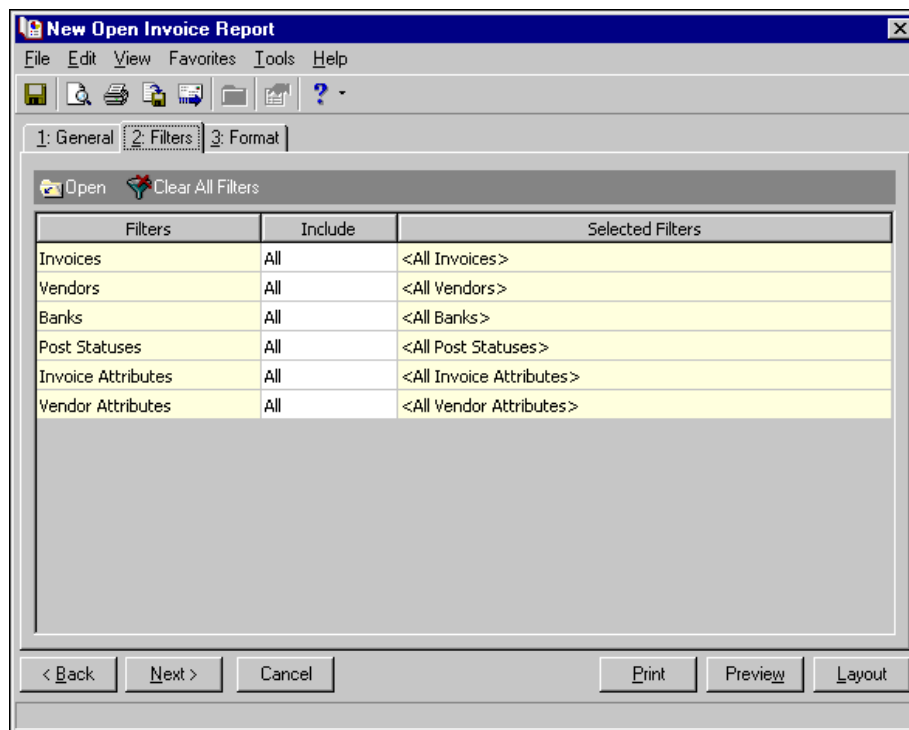 New Open Invoice Report
File Edit View Favorites Tools Help
?
1: General 2: Filters 3: Format
Open Clear All Filters
Filters Include Selected Filters
Invoices All <All Invoices>
Vendors All <All Vendors>
Banks All <All Banks>
Post Statuses All <All Post Statuses>
Invoice Attributes All <All Invoice Attributes>
Vendor Attributes All <All Vendor Attributes>
< Back Next > Cancel Print Preview Layout